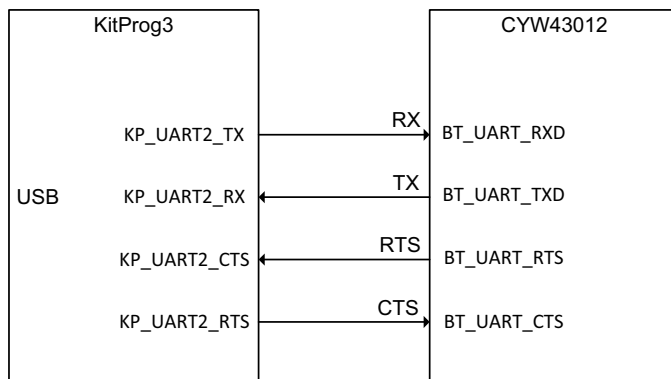 KitProg3
CYW43012
RX
KP_UART2_TX
BT_UART_RXD
TX
USB
KP_UART2_RX
BT_UART_TXD
RTS
KP_UART2_CTS
BT_UART_RTS
CTS
KP_UART2_RTS
BT_UART_CTS